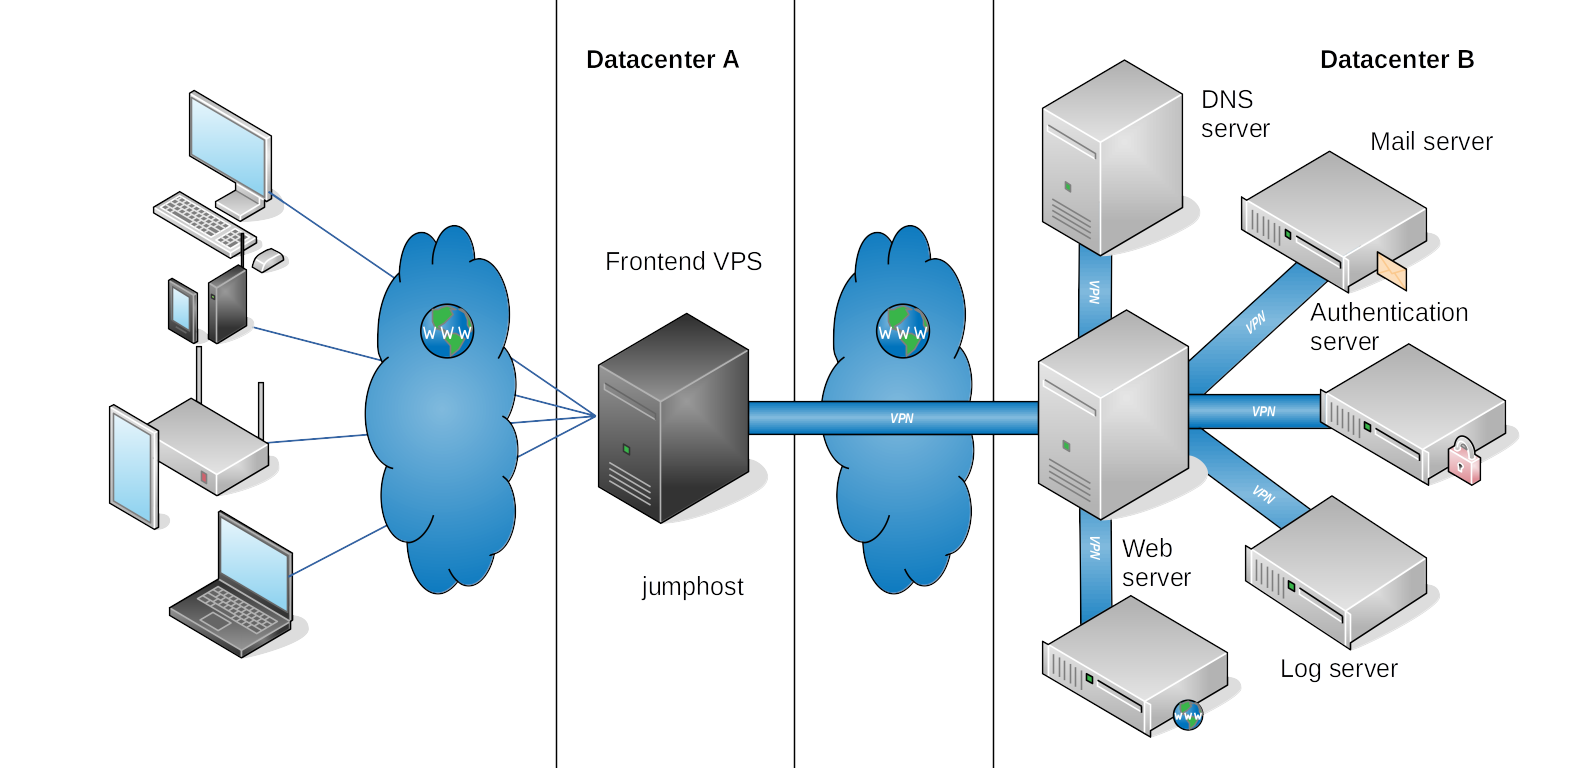 Datacenter A
Datacenter B
DNS
server
Mail server
Frontend VPS
WWW
WWW
VPN
VPN
Authentication
server
VPN
VPN
VPN
VPN
Web
server
jumphost
Log server
WWW